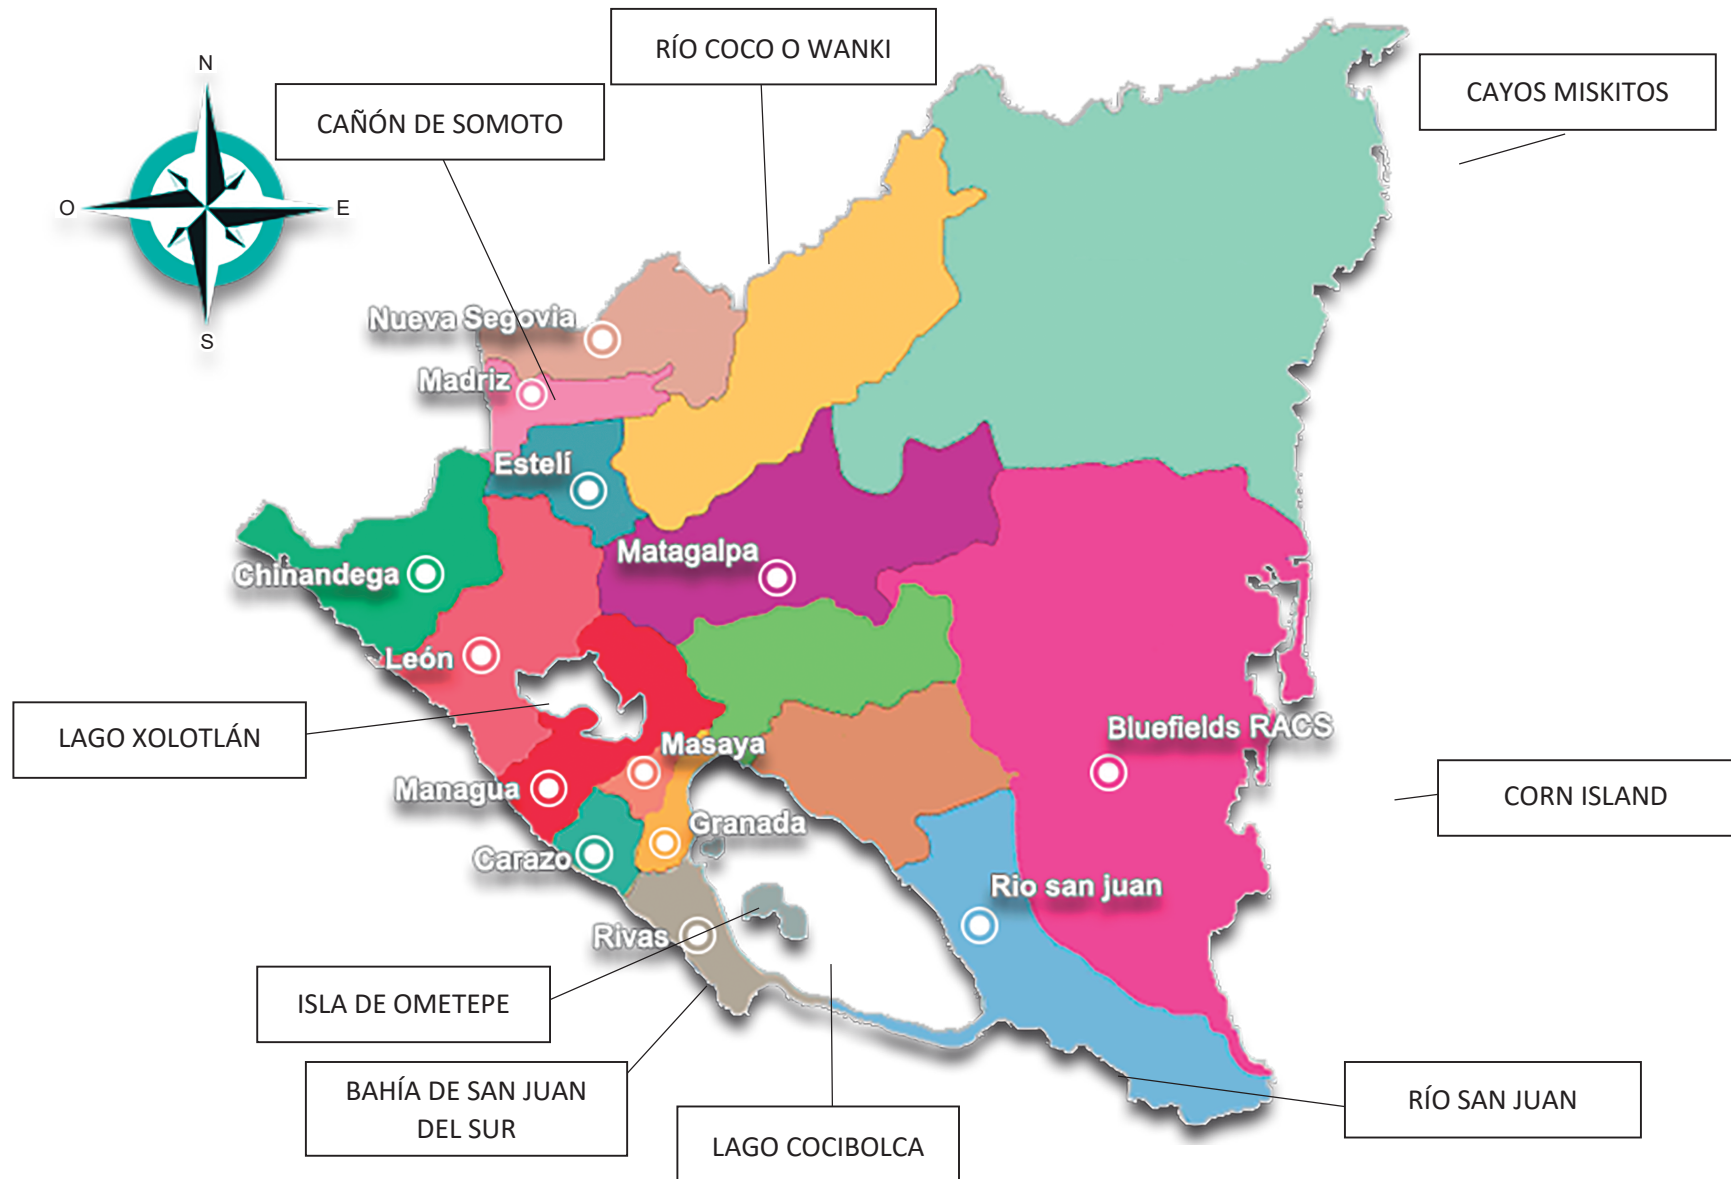 RÍO COCO O WANKI
CAYOS MISKITOS
N
CAÑÓN DE SOMOTO
O
E
S
Nueva Segovia
Madriz
Estelí
Matagalpa
Chinandega
León
LAGO XOLOTLÁN
Bluefields RACS
Masaya
Managua
CORN ISLAND
Granada
Carazo
Rio san juan
Rivas
ISLA DE OMETEPE
BAHÍA DE SAN JUAN
DEL SUR
RÍO SAN JUAN
LAGO COCIBOLCA